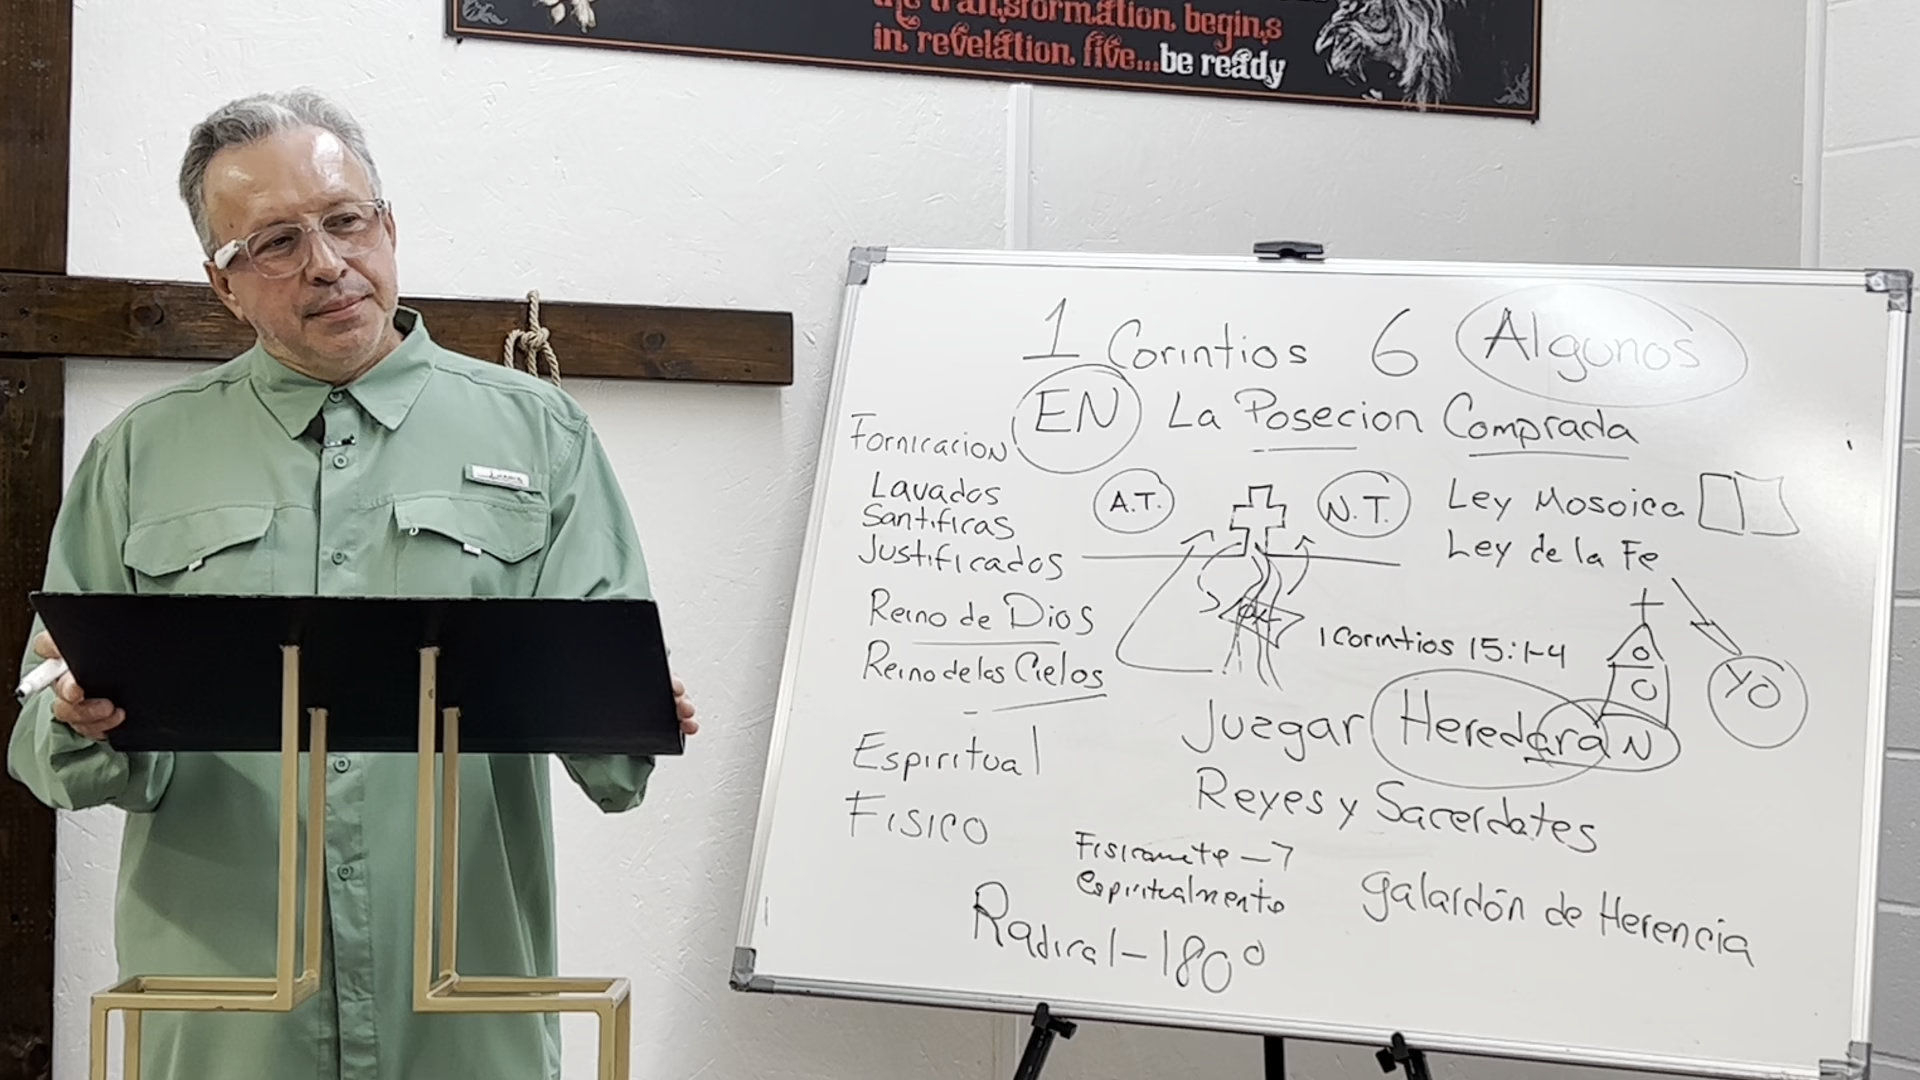 the transformation begins
in revelation five...be ready
1 Corintios 6 Algunos
EN La Posecion Comprada
Fornicacion
Lavados
Santificas
Justificados
Reino de Dios
Reino de los Cielos
Espiritual
Fisico
A.T.
N.T.
Ley Mosoica
Ley de la Fe
1 Corintios 15:1-4
YO
Juzgar Heredaran
Reyes y Sacerdotes
Fisicamete - 7
espiritualmente
Radical - 180°
galardón de Herencia